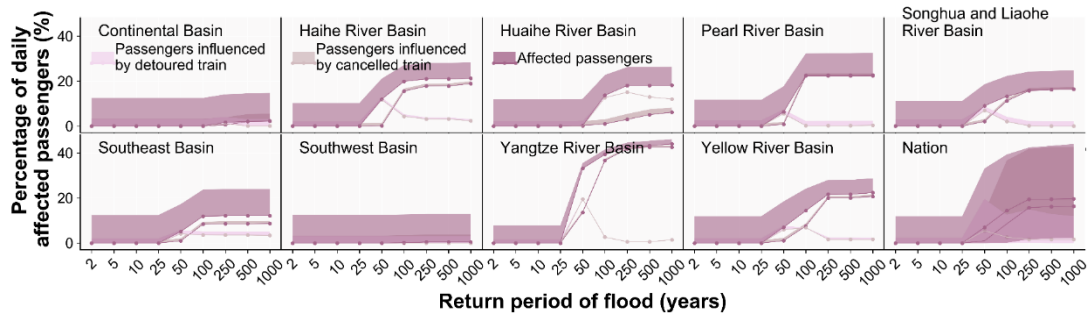 Percentage of daily
affected passengers (%)
Continental Basin
Haihe River Basin
Huaihe River Basin
Pearl River Basin
Songhua and Liaohe
River Basin
Passengers influenced
by detoured train
Passengers influenced
by cancelled train
Affected passengers
40
20
0
Southeast Basin
Southwest Basin
Yangtze River Basin
Yellow River Basin
Nation
40
20
0
2 5 10 25 50 100 250 500 1000
2 5 10 25 50 100 250 500 1000
2 5 10 25 50 100 250 500 1000
2 5 10 25 50 100 250 500 1000
2 5 10 25 50 100 250 500 1000
Return period of flood (years)